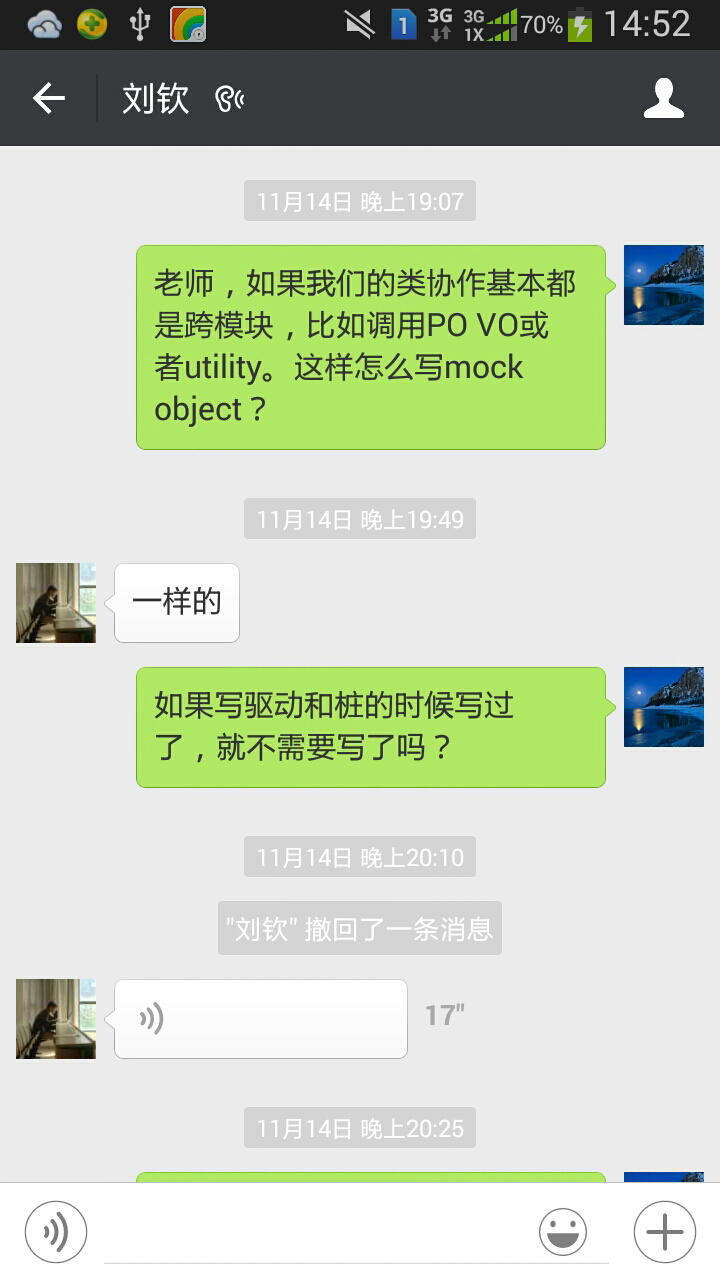 1
3G
3G
1X
70%
14:52
刘钦
11月14日 晚上19:07
老师，如果我们的类协作基本都
是跨模块，比如调用PO VO或
者utility。这样怎么写mock
object？
11月14日 晚上19:49
一样的
如果写驱动和桩的时候写过
了，就不需要写了吗？
11月14日 晚上20:10
"刘钦" 撤回了一条消息
17"
11月14日 晚上20:25